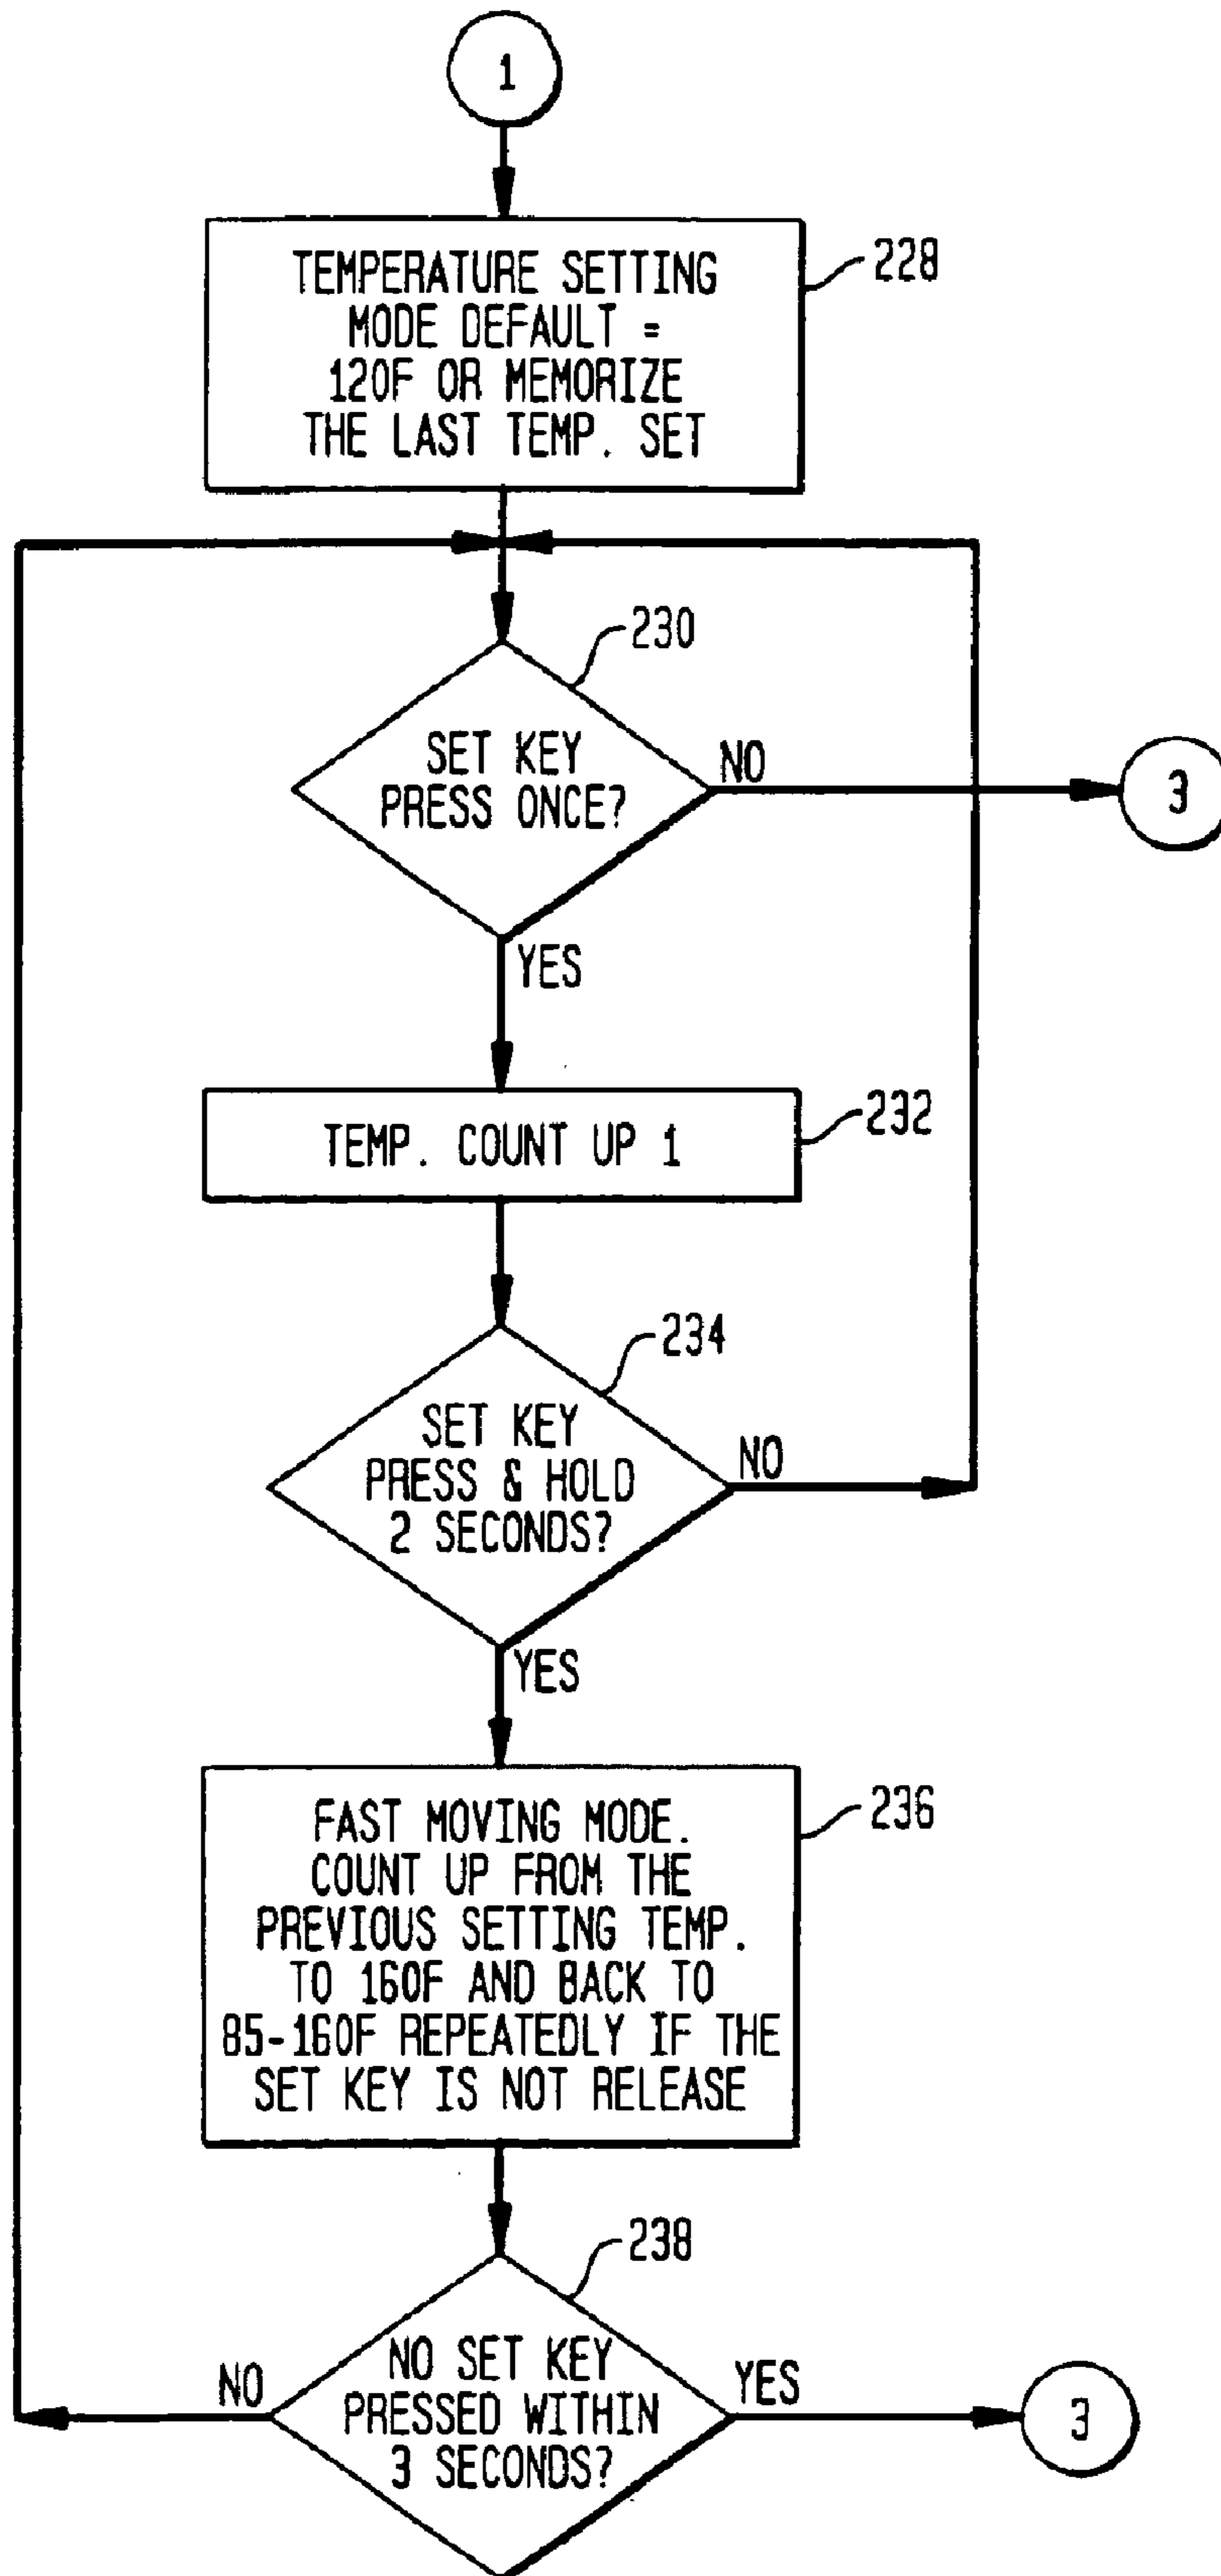 1
TEMPERATURE SETTING
MODE DEFAULT =
120F OR MEMORIZE
THE LAST TEMP. SET
228
230
SET KEY
PRESS ONCE?
NO
3
YES
TEMP. COUNT UP 1
232
234
SET KEY
PRESS & HOLD
2 SECONDS?
NO
YES
FAST MOVING MODE.
COUNT UP FROM THE
PREVIOUS SETTING TEMP.
TO 160F AND BACK TO
85-160F REPEATEDLY IF THE
SET KEY IS NOT RELEASE
236
238
NO SET KEY
PRESSED WITHIN
3 SECONDS?
NO
YES
3